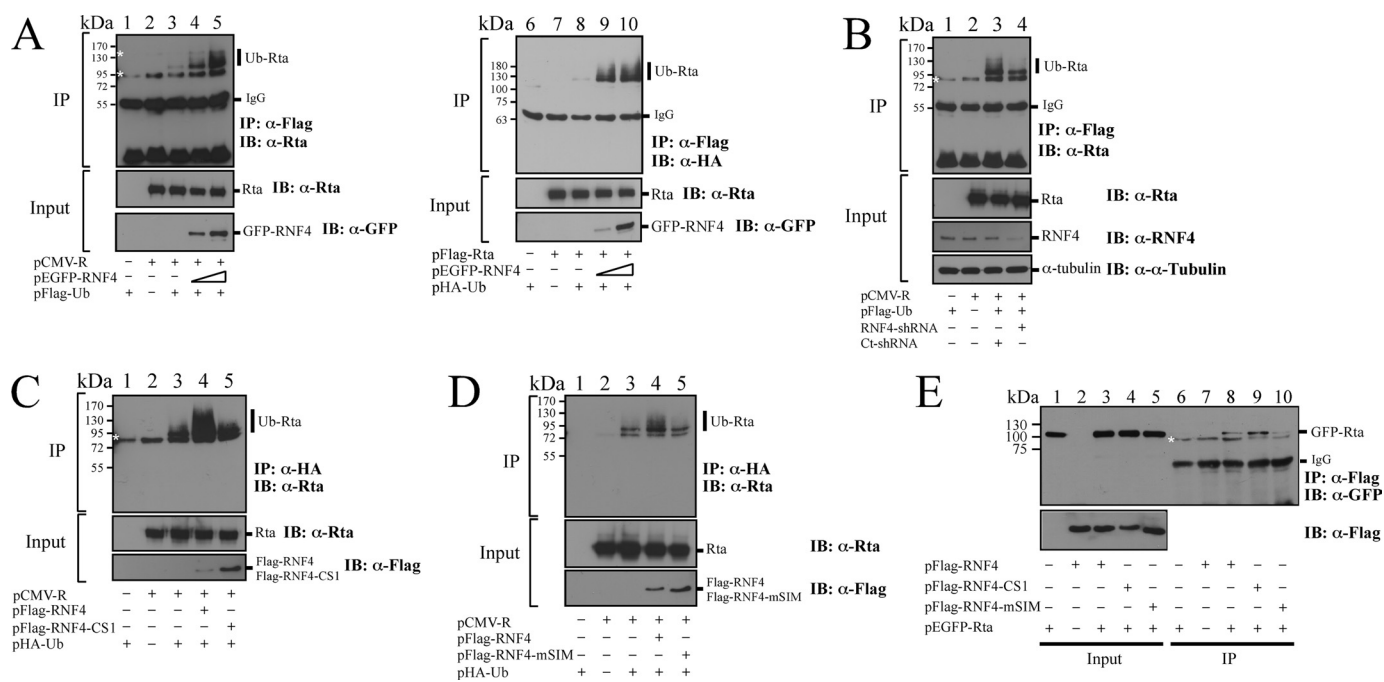 A
kDa 1 2 3 4 5
170
130
95
72
55
*
*
Ub-Rta
IgG
IP: α-Flag
IB: α-Rta
IP
Input
Rta IB: α-Rta
GFP-RNF4 IB: α-GFP
pCMV-R − + + + +
pEGFP-RNF4 − − −
pFlag-Ub + − + + +
kDa 6 7 8 9 10
180
130
95
72
63
Ub-Rta
IgG
IP: α-Flag
IB: α-HA
IP
Input
Rta IB: α-Rta
GFP-RNF4 IB: α-GFP
pFlag-Rta − + + + +
pEGFP-RNF4 − − −
pHA-Ub + − + + +
B
kDa 1 2 3 4
170
130
95
72
55
*
Ub-Rta
IgG
IP: α-Flag
IB: α-Rta
IP
Input
Rta IB: α-Rta
RNF4 IB: α-RNF4
α-tubulin IB: α-α-Tubulin
pCMV-R − + + +
pFlag-Ub + − + +
RNF4-shRNA − − − +
Ct-shRNA − − + −
C
kDa 1 2 3 4 5
170
130
95
72
55
*
Ub-Rta
IP: α-HA
IB: α-Rta
IP
Input
Rta IB: α-Rta
Flag-RNF4
Flag-RNF4-CS1
IB: α-Flag
pCMV-R − + + + +
pFlag-RNF4 − − − + −
pFlag-RNF4-CS1 − − − − +
pHA-Ub + − + + +
D
kDa 1 2 3 4 5
170
130
95
72
55
Ub-Rta
IP: α-HA
IB: α-Rta
IP
Input
Rta IB: α-Rta
Flag-RNF4
Flag-RNF4-mSIM
IB: α-Flag
pCMV-R − + + + +
pFlag-RNF4 − − − + −
pFlag-RNF4-mSIM − − − − +
pHA-Ub + − + + +
E
kDa 1 2 3 4 5 6 7 8 9 10
130
100
75
*
GFP-Rta
IgG
IP: α-Flag
IB: α-GFP
IB: α-Flag
pFlag-RNF4 − + + − − − + + − −
pFlag-RNF4-CS1 − − − + − − − − + −
pFlag-RNF4-mSIM − − − − + − − − − +
pEGFP-Rta + − + + + + − + + +
Input IP